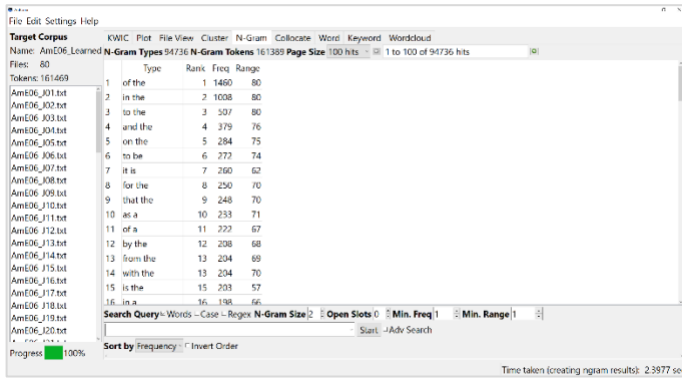 File Edit Settings Help
Target Corpus
Name: AmE06_Learned
Files: 80
Tokens: 161469
AmE06_J01.txt
AmE06_J02.txt
AmE06_J03.txt
AmE06_J04.txt
AmE06_J05.txt
AmE06_J06.txt
AmE06_J07.txt
AmE06_J08.txt
AmE06_J09.txt
AmE06_J10.txt
AmE06_J11.txt
AmE06_J12.txt
AmE06_J13.txt
AmE06_J14.txt
AmE06_J15.txt
AmE06_J16.txt
AmE06_J17.txt
AmE06_J18.txt
AmE06_J19.txt
AmE06_J20.txt
Progress 100%
KWIC Plot File View Cluster N-Gram Collocate Word Keyword Wordcloud
N-Gram Types 94736 N-Gram Tokens 161389 Page Size 100 hits 1 to 100 of 94736 hits
Type Rank Freq Range
1 of the 1 1460 80
2 in the 2 1008 80
3 to the 3 507 80
4 and the 4 379 76
5 on the 5 284 75
6 to be 6 272 74
7 it is 7 260 62
8 for the 8 250 70
9 that the 9 248 70
10 as a 10 233 71
11 of a 11 222 67
12 by the 12 208 68
13 from the 13 204 69
14 with the 13 204 70
15 is the 15 203 57
16 in a 16 198 66
Search Query Words Case Regex N-Gram Size 2 Open Slots 0 Min. Freq 1 Min. Range 1
Start Adv Search
Sort by Frequency Invert Order
Time taken (creating ngram results): 2.3977 se